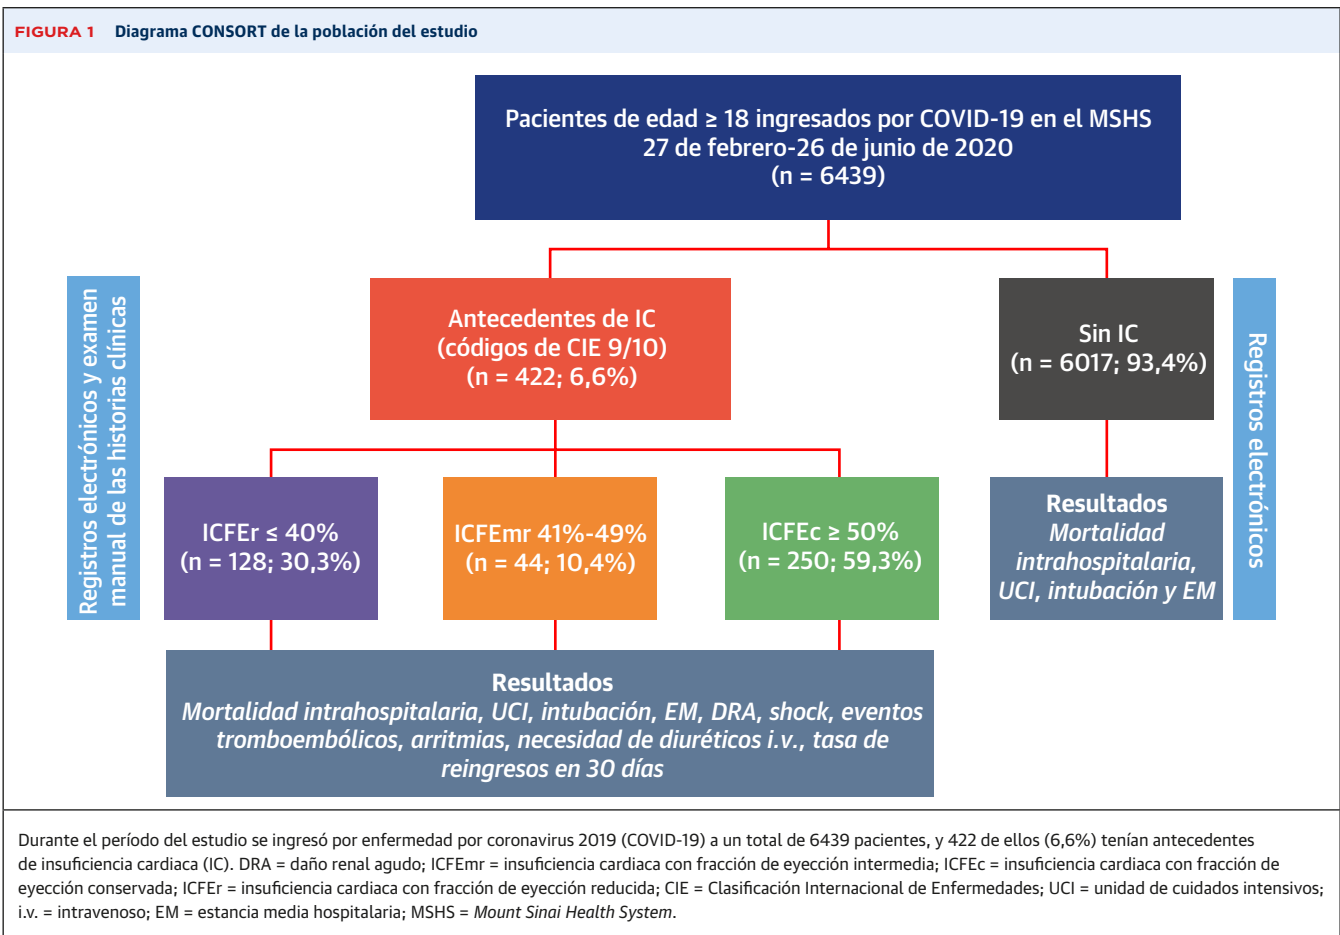 FIGURA 1 Diagrama CONSORT de la población del estudio
Pacientes de edad ≥ 18 ingresados por COVID-19 en el MSHS
27 de febrero-26 de junio de 2020
(n = 6439)
Registros electrónicos y examen
manual de las historias clínicas
Antecedentes de IC
(códigos de CIE 9/10)
(n = 422; 6,6%)
Sin IC
(n = 6017; 93,4%)
Registros electrónicos
ICFEr ≤ 40%
(n = 128; 30,3%)
ICFEmr 41%-49%
(n = 44; 10,4%)
ICFEc ≥ 50%
(n = 250; 59,3%)
Resultados
Mortalidad
intrahospitalaria,
UCI, intubación y EM
Resultados
Mortalidad intrahospitalaria, UCI, intubación, EM, DRA, shock, eventos
tromboembólicos, arritmias, necesidad de diuréticos i.v., tasa de
reingresos en 30 días
Durante el período del estudio se ingresó por enfermedad por coronavirus 2019 (COVID-19) a un total de 6439 pacientes, y 422 de ellos (6,6%) tenían antecedentes
de insuficiencia cardiaca (IC). DRA = daño renal agudo; ICFEmr = insuficiencia cardiaca con fracción de eyección intermedia; ICFEc = insuficiencia cardiaca con fracción de
eyección conservada; ICFEr = insuficiencia cardiaca con fracción de eyección reducida; CIE = Clasificación Internacional de Enfermedades; UCI = unidad de cuidados intensivos;
i.v. = intravenoso; EM = estancia media hospitalaria; MSHS = Mount Sinai Health System.